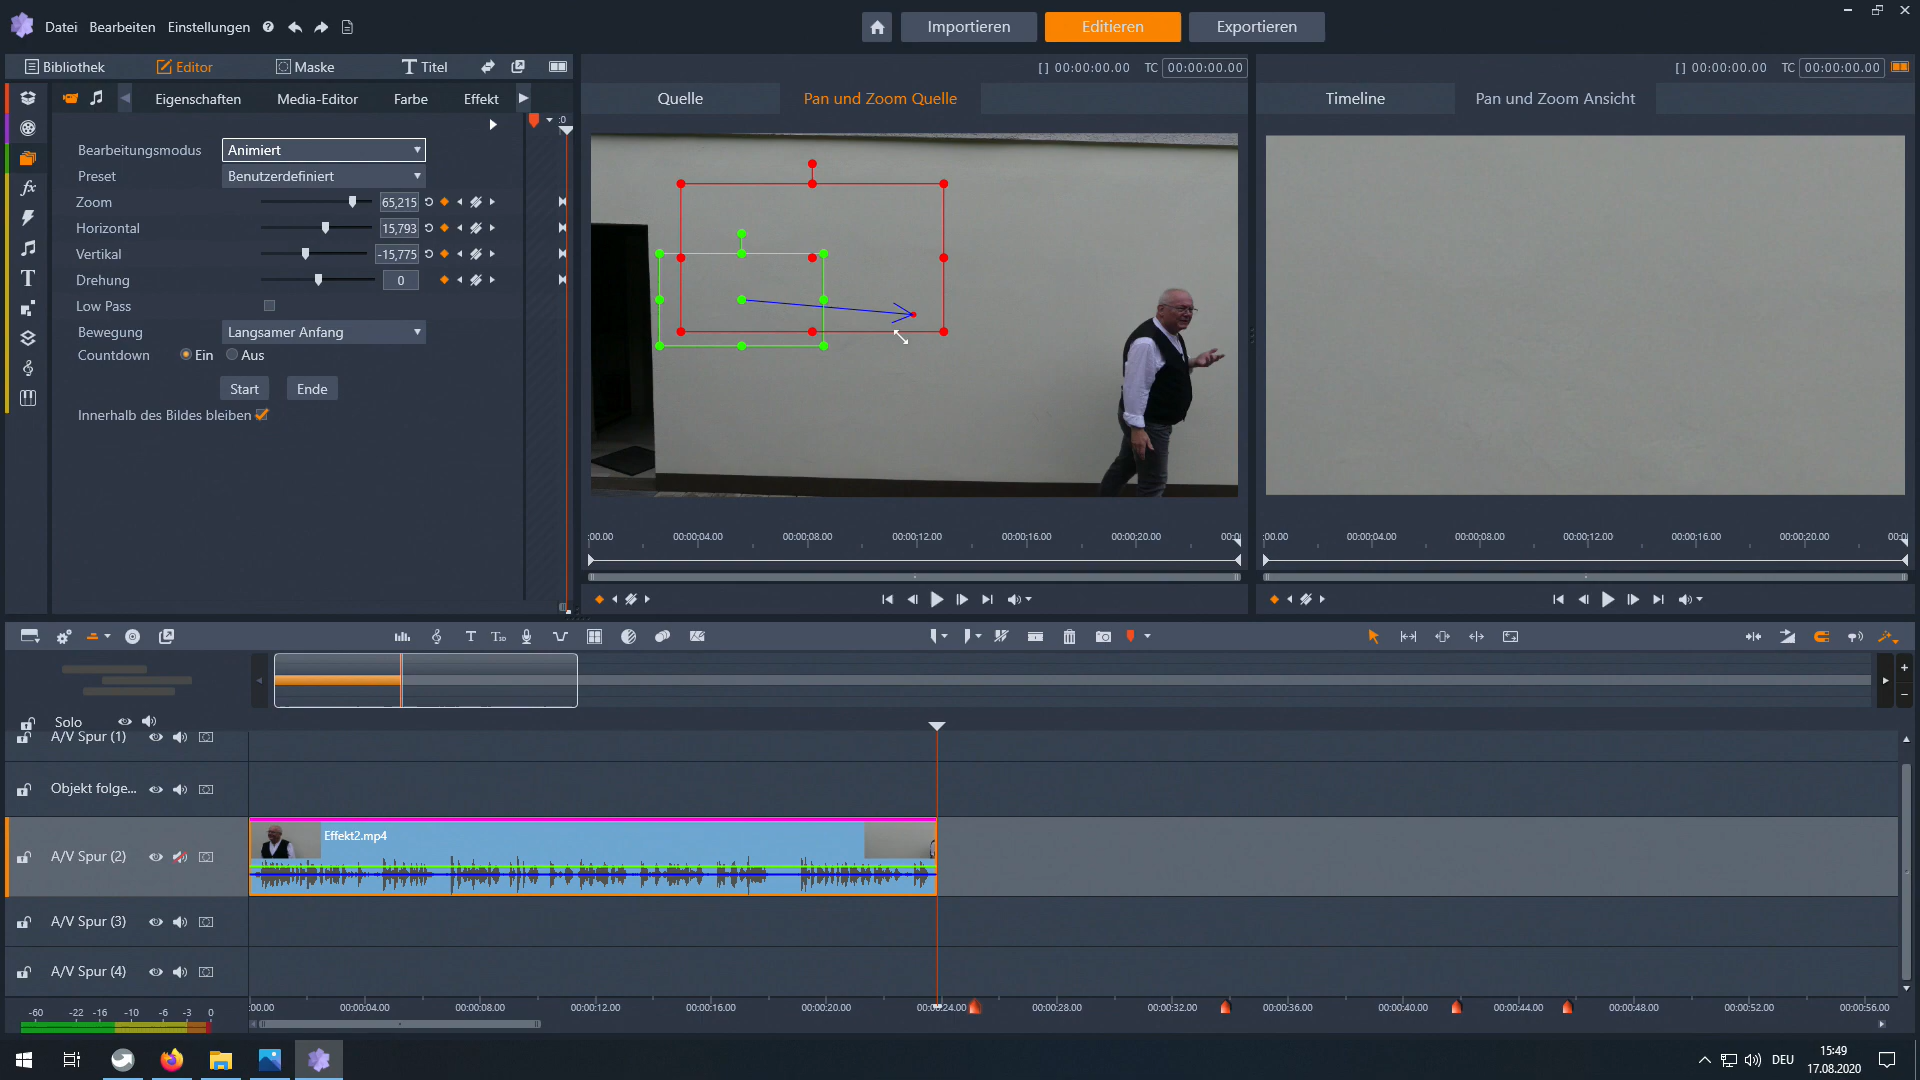 Datei Bearbeiten Einstellungen
Importieren Editieren Exportieren
Bibliothek Editor Maske Titel
[] 00:00:00.00 TC 00:00:00.00
[] 00:00:00.00 TC 00:00:00.00
Eigenschaften Media-Editor Farbe Effekt
Quelle Pan und Zoom Quelle
Timeline Pan und Zoom Ansicht
:0
Bearbeitungsmodus Animiert
Preset Benutzerdefiniert
Zoom 65,215
Horizontal 15,793
Vertikal -15,775
Drehung 0
Low Pass
Bewegung Langsamer Anfang
Countdown Ein Aus
Start Ende
Innerhalb des Bildes bleiben
:00.00 00:00:04.00 00:00:08.00 00:00:12.00 00:00:16.00 00:00:20.00 00:0
:00.00 00:00:04.00 00:00:08.00 00:00:12.00 00:00:16.00 00:00:20.00 00:0
Solo
A/V Spur (1)
Objekt folge...
A/V Spur (2)
Effekt2.mp4
A/V Spur (3)
A/V Spur (4)
-60 -22 -16 -10 -6 -3 0
:00.00 00:00:04.00 00:00:08.00 00:00:12.00 00:00:16.00 00:00:20.00 00:00:24.00 00:00:28.00 00:00:32.00 00:00:36.00 00:00:40.00 00:00:44.00 00:00:48.00 00:00:52.00 00:00:56.00
DEU
15:49
17.08.2020